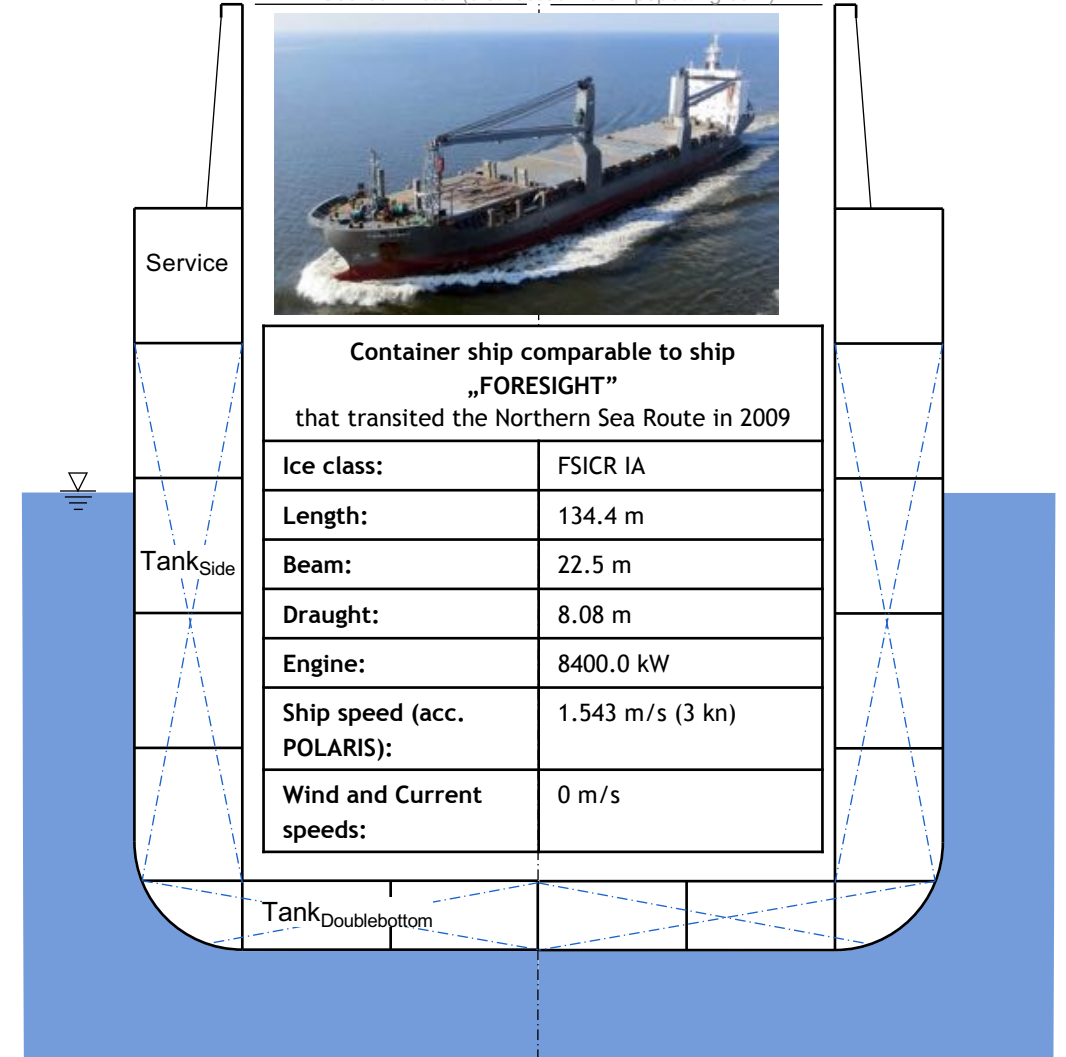 Service
Container ship comparable to ship
„FORESIGHT”
that transited the Northern Sea Route in 2009
Ice class: FSICR IA
Length: 134.4 m
Beam: 22.5 m
Tank_Side
Draught: 8.08 m
Engine: 8400.0 kW
Ship speed (acc. 1.543 m/s (3 kn)
POLARIS):
Wind and Current 0 m/s
speeds:
Tank_Doublebottom